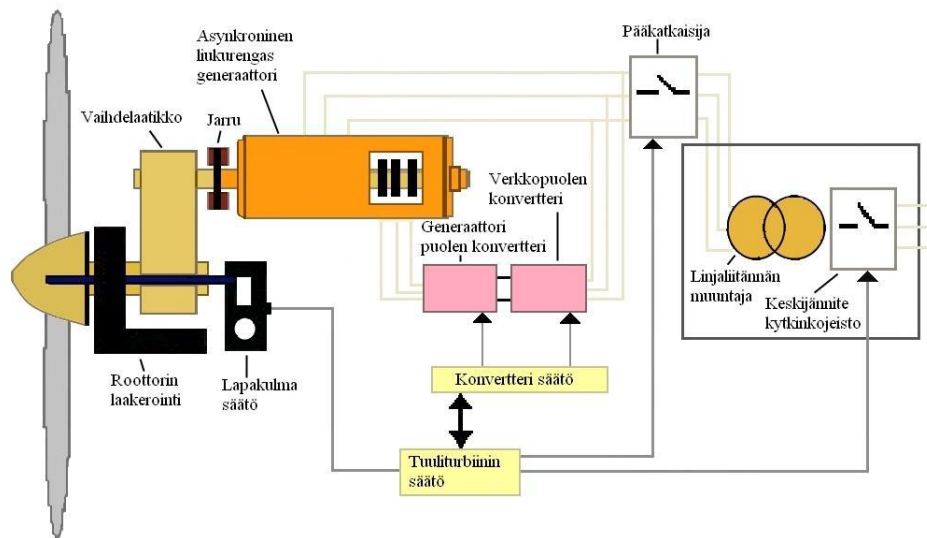 Asynkroninen
liukurengas
generaattori
Pääkatkaisija
Vaihdelaatikko
Jarru
Verkkopuolen
konvertteri
Generaattori
puolen konvertteri
Linjaliitännän
muuntaja
Keskijännite
kytkinkojeisto
Roottorin
laakerointi
Lapakulma
säätö
Konvertteri säätö
Tuuliturbiinin
säätö